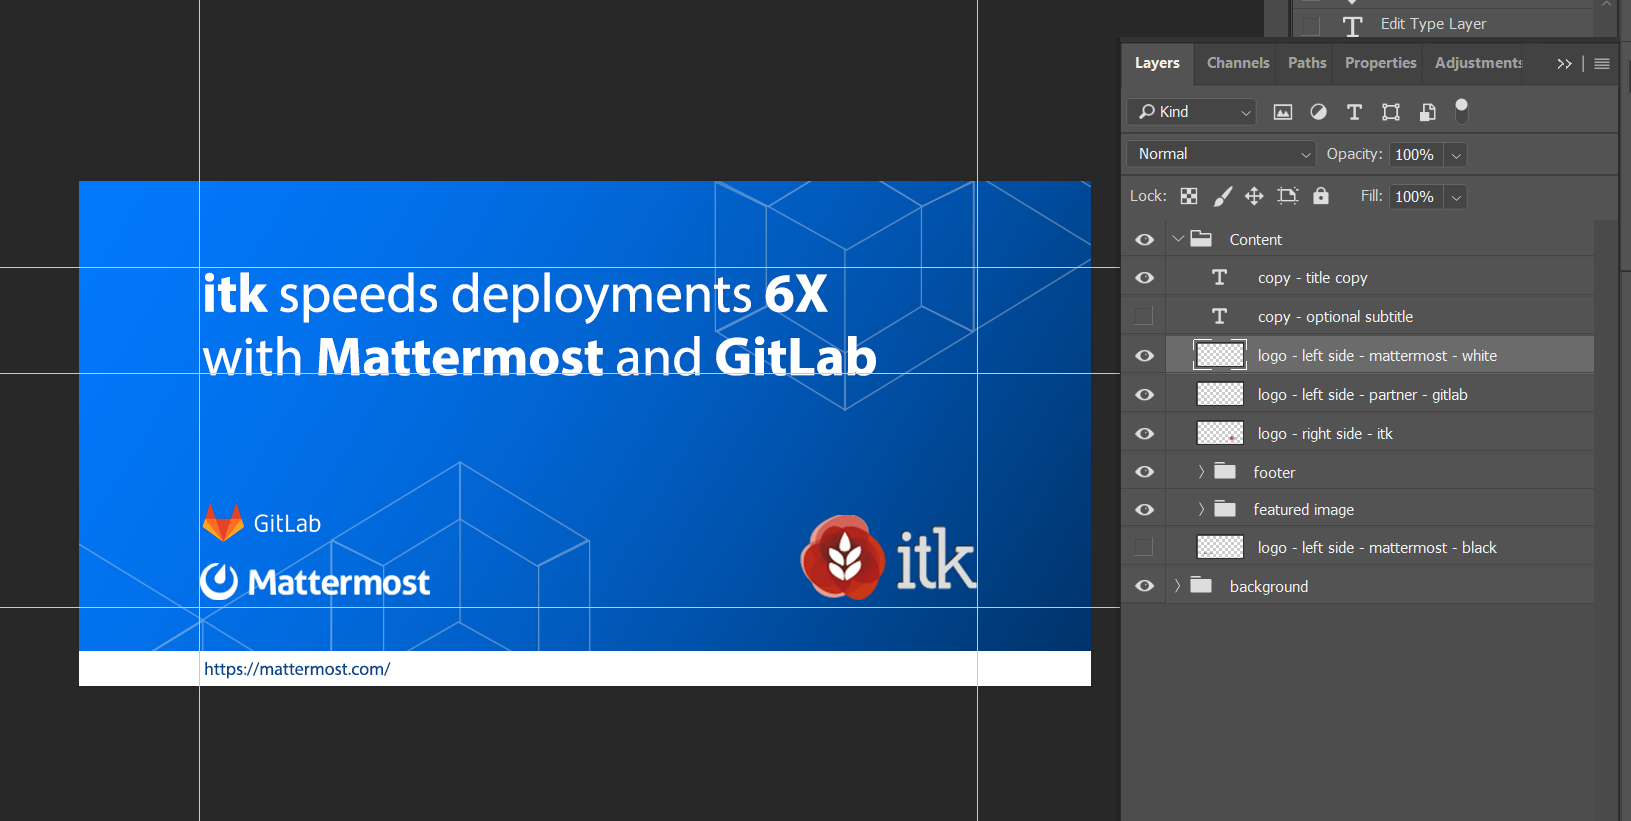 Edit Type Layer
Layers Channels Paths Properties Adjustments
Kind
Normal Opacity: 100%
Lock: Fill: 100%
Content
copy - title copy
copy - optional subtitle
logo - left side - mattermost - white
logo - left side - partner - gitlab
logo - right side - itk
footer
featured image
logo - left side - mattermost - black
background
itk speeds deployments 6X
with Mattermost and GitLab
GitLab
Mattermost
itk
https://mattermost.com/